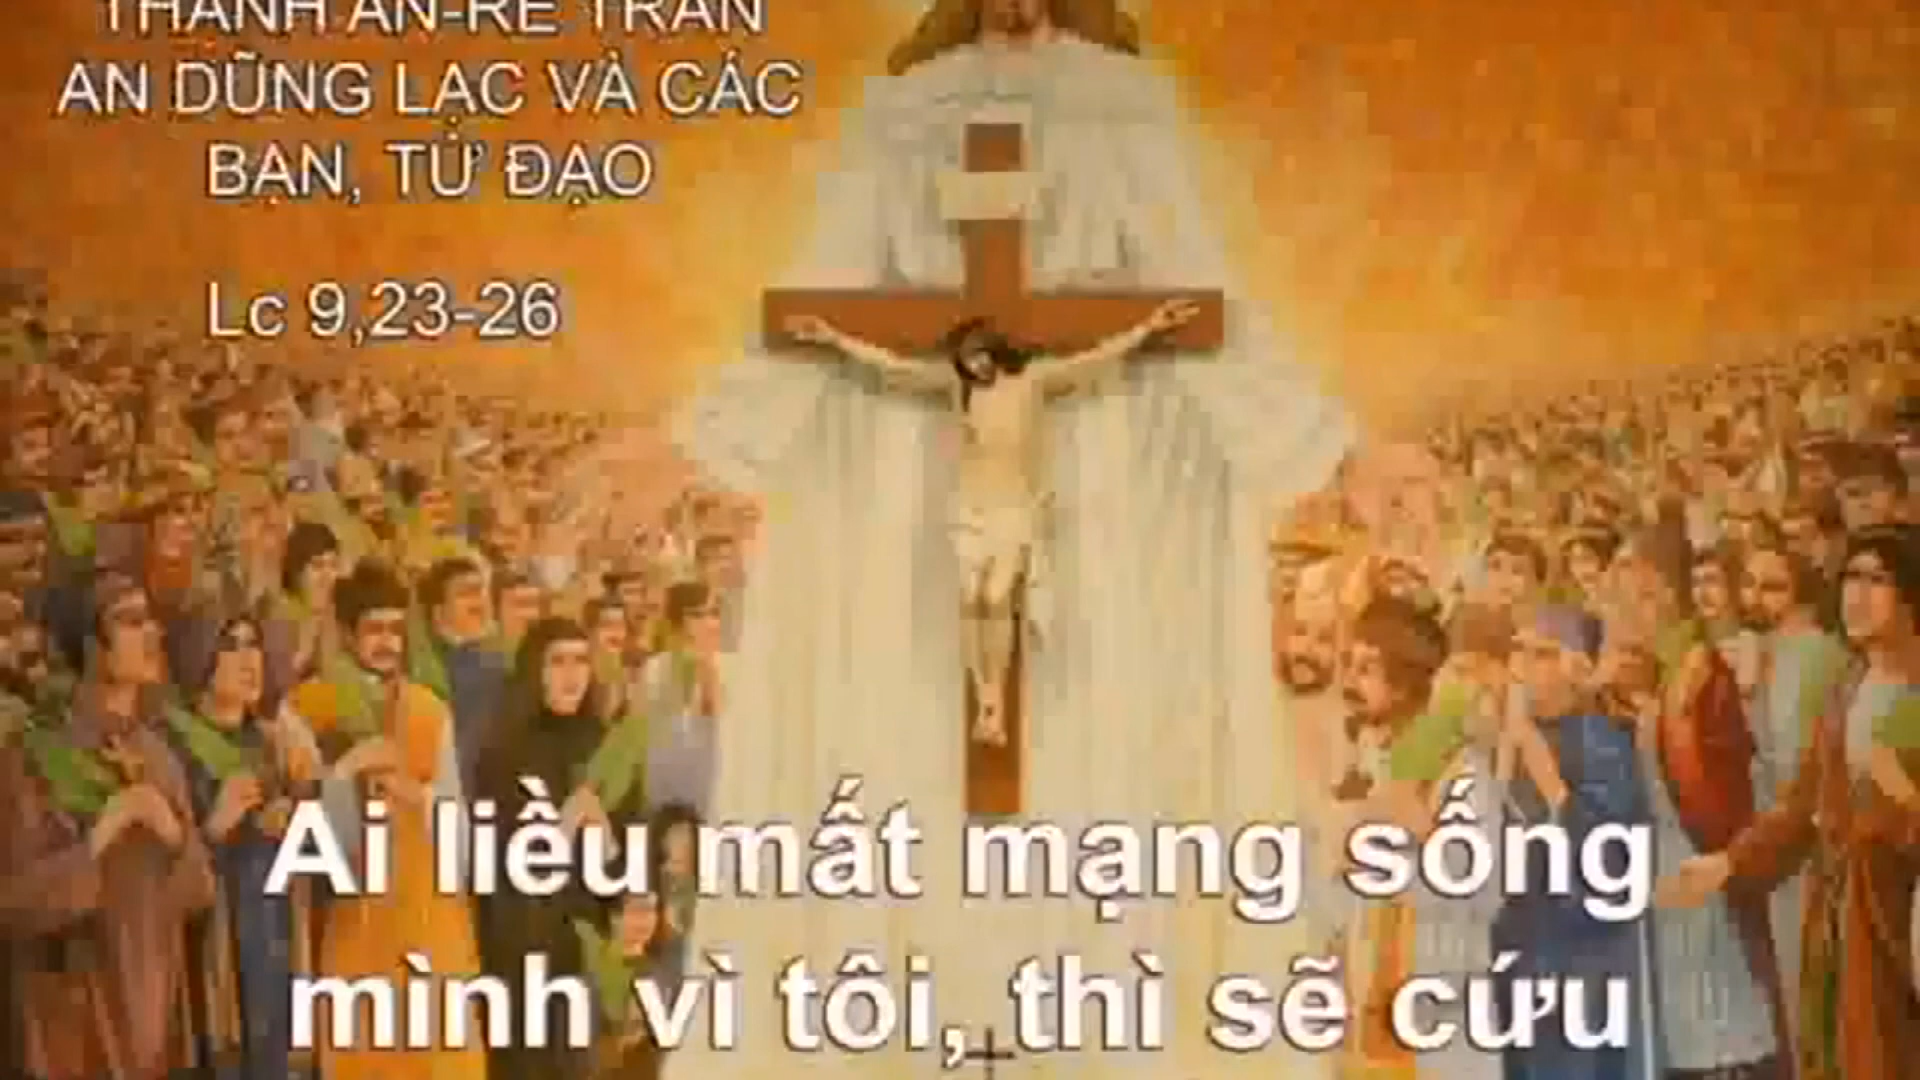 THÁNH AN-RÊ TRẦN
AN DŨNG LẠC VÀ CÁC
BẠN, TỬ ĐẠO
Lc 9,23-26
Ai liều mất mạng sống
mình vì tôi, thì sẽ cứu